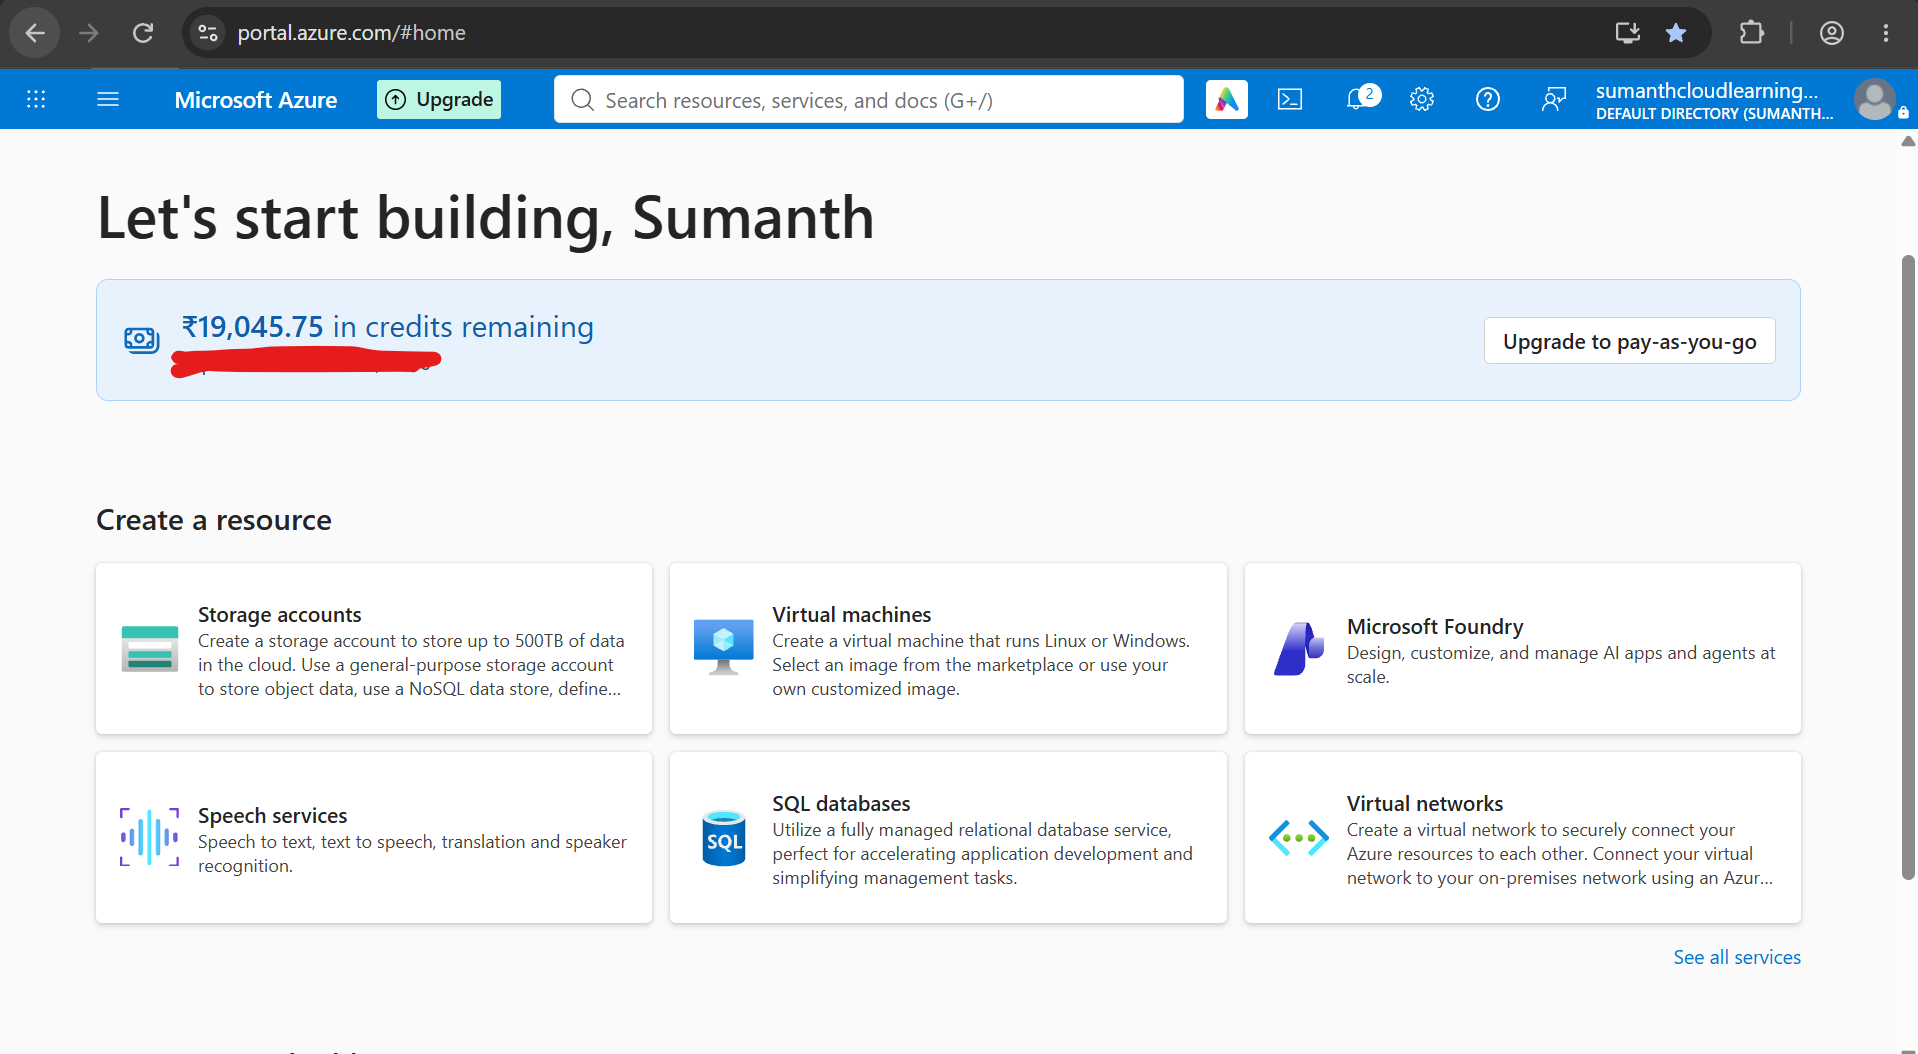 portal.azure.com/#home
Microsoft Azure
Upgrade
Search resources, services, and docs (G+/)
2
sumanthcloudlearning...
DEFAULT DIRECTORY (SUMANTH...
Let's start building, Sumanth
₹19,045.75 in credits remaining
Upgrade to pay-as-you-go
Create a resource
Storage accounts
Create a storage account to store up to 500TB of data
in the cloud. Use a general-purpose storage account
to store object data, use a NoSQL data store, define...
Virtual machines
Create a virtual machine that runs Linux or Windows.
Select an image from the marketplace or use your
own customized image.
Microsoft Foundry
Design, customize, and manage AI apps and agents at
scale.
Speech services
Speech to text, text to speech, translation and speaker
recognition.
SQL
SQL databases
Utilize a fully managed relational database service,
perfect for accelerating application development and
simplifying management tasks.
Virtual networks
Create a virtual network to securely connect your
Azure resources to each other. Connect your virtual
network to your on-premises network using an Azur...
See all services